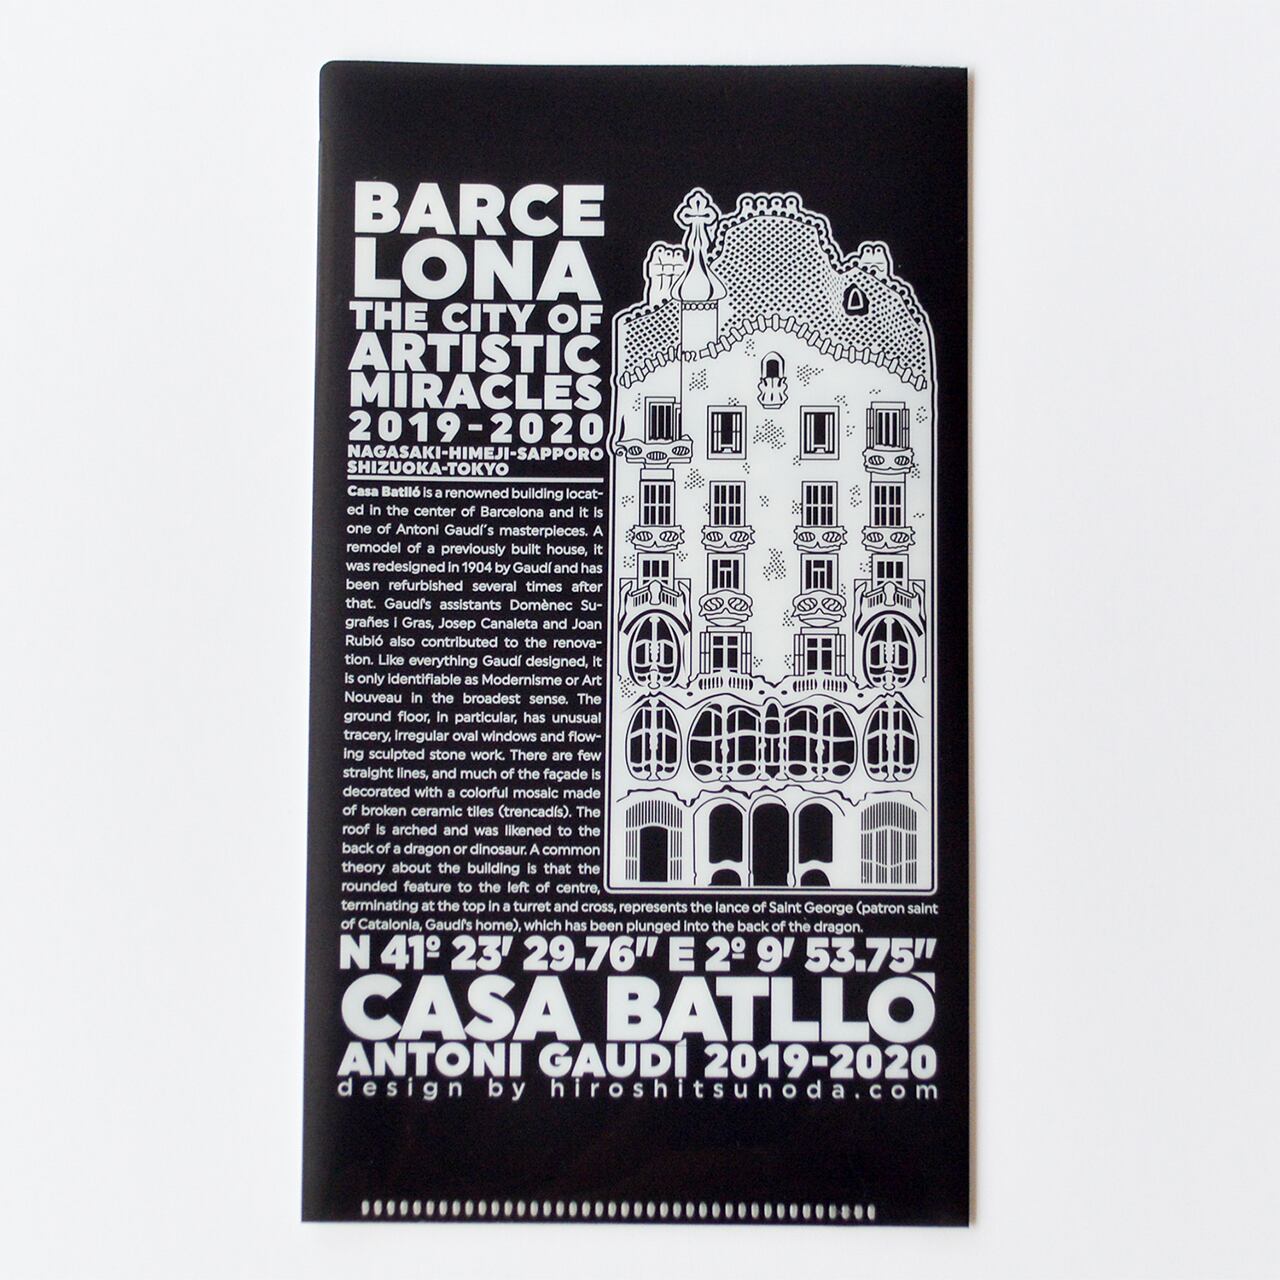 BARCE
LONA
THE CITY OF
ARTISTIC
MIRACLES
2019-2020
NAGASAKI-HIMEJI-SAPPORO
SHIZUOKA-TOKYO
Casa Batlló is a renowned building locat-
ed in the center of Barcelona and it is
one of Antoni Gaudí´s masterpieces. A
remodel of a previously built house, it
was redesigned in 1904 by Gaudí and has
been refurbished several times after
that. Gaudí's assistants Domènec Su-
grañes i Gras, Josep Canaleta and Joan
Rubió also contributed to the renova-
tion. Like everything Gaudí designed, it
is only identifiable as Modernisme or Art
Nouveau in the broadest sense. The
ground floor, in particular, has unusual
tracery, irregular oval windows and flow-
ing sculpted stone work. There are few
straight lines, and much of the façade is
decorated with a colorful mosaic made
of broken ceramic tiles (trencadís). The
roof is arched and was likened to the
back of a dragon or dinosaur. A common
theory about the building is that the
rounded feature to the left of centre,
terminating at the top in a turret and cross, represents the lance of Saint George (patron saint
of Catalonia, Gaudí's home), which has been plunged into the back of the dragon.
N 41º 23' 29.76" E 2º 9' 53.75"
CASA BATLLÓ
ANTONI GAUDÍ 2019-2020
design by hiroshitsunoda.com